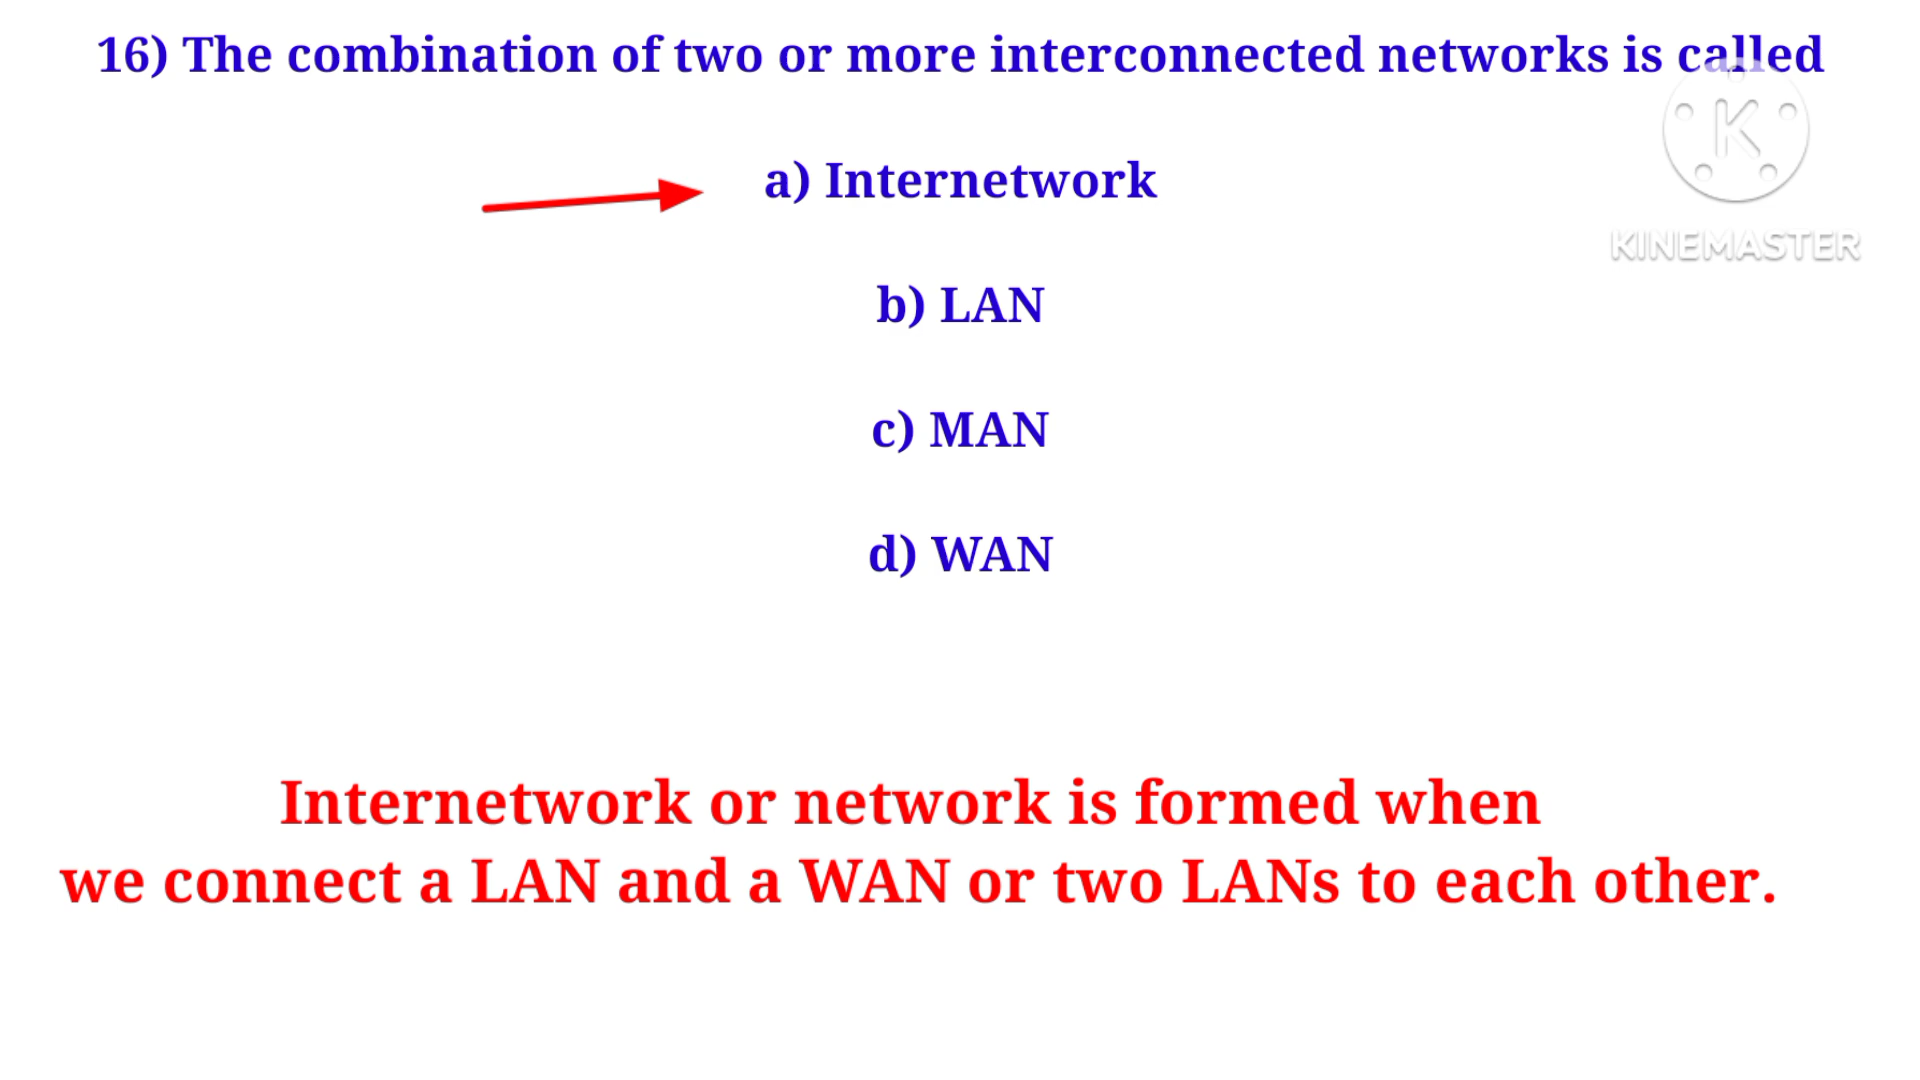 16) The combination of two or more interconnected networks is called
a) Internetwork
K
KINEMASTER
b) LAN
c) MAN
d) WAN
Internetwork or network is formed when
we connect a LAN and a WAN or two LANs to each other.